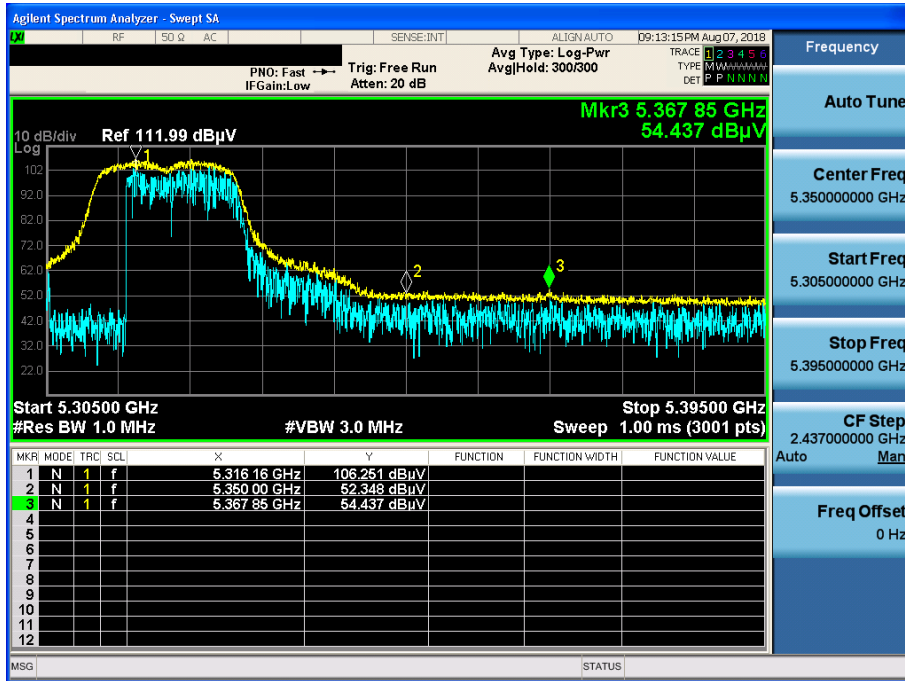 Agilent Spectrum Analyzer - Swept SA
LXI RF 50 Ω AC SENSE:INT ALIGN AUTO 09:13:15 PM Aug 07, 2018
PNO: Fast
IFGain:Low
Trig: Free Run
Atten: 20 dB
Avg Type: Log-Pwr
Avg|Hold: 300/300
TRACE 1 2 3 4 5 6
TYPE M W W W W W
DET P P N N N N
Mkr3 5.367 85 GHz
54.437 dBµV
10 dB/div Ref 111.99 dBµV
Log
102
92.0
82.0
72.0
62.0
52.0
42.0
32.0
22.0
1
2
3
Start 5.30500 GHz Stop 5.39500 GHz
#Res BW 1.0 MHz #VBW 3.0 MHz Sweep 1.00 ms (3001 pts)
MKR MODE TRC SCL X Y FUNCTION FUNCTION WIDTH FUNCTION VALUE
1 N 1 f 5.316 16 GHz 106.251 dBµV
2 N 1 f 5.350 00 GHz 52.348 dBµV
3 N 1 f 5.367 85 GHz 54.437 dBµV
4
5
6
7
8
9
10
11
12
MSG STATUS
Frequency
Auto Tune
Center Freq
5.350000000 GHz
Start Freq
5.305000000 GHz
Stop Freq
5.395000000 GHz
CF Step
2.437000000 GHz
Auto Man
Freq Offset
0 Hz